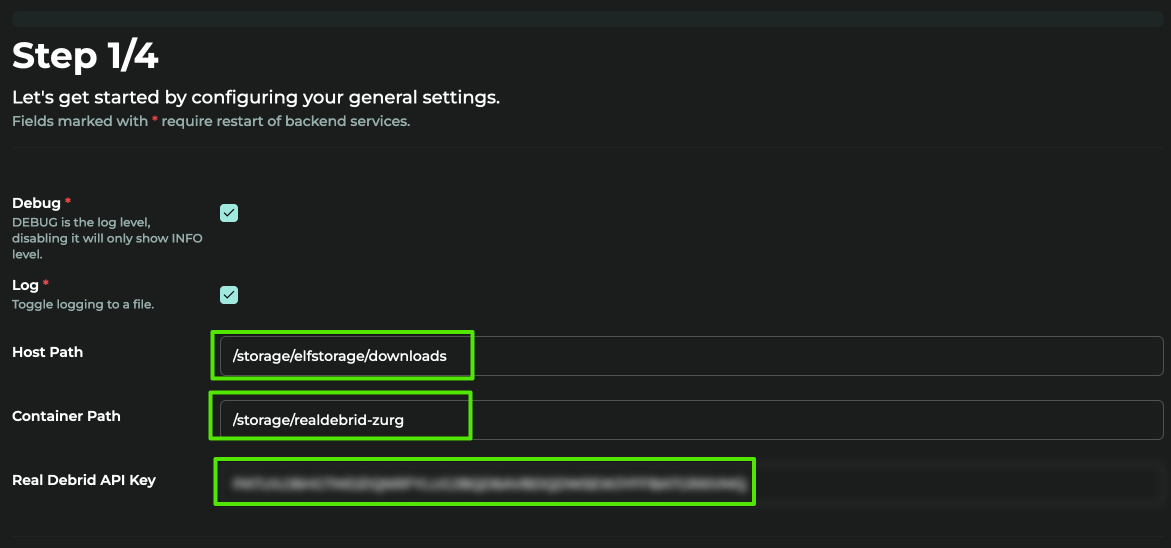 Step 1/4
Let's get started by configuring your general settings.
Fields marked with * require restart of backend services.
Debug *
DEBUG is the log level,
disabling it will only show INFO
level.
Log *
Toggle logging to a file.
Host Path
/storage/elfstorage/downloads
Container Path
/storage/realdebrid-zurg
Real Debrid API Key